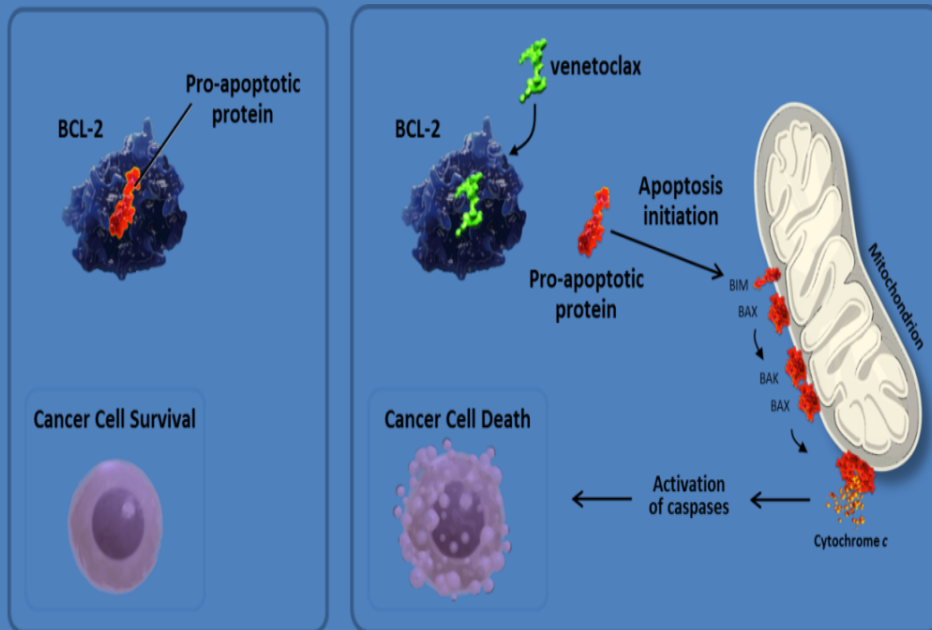 Pro-apoptotic
protein
BCL-2
Cancer Cell Survival
venetoclax
BCL-2
Apoptosis
initiation
Pro-apoptotic
protein
Mitochondrion
BIM
BAX
BAK
BAX
Cancer Cell Death
Activation
of caspases
Cytochrome c